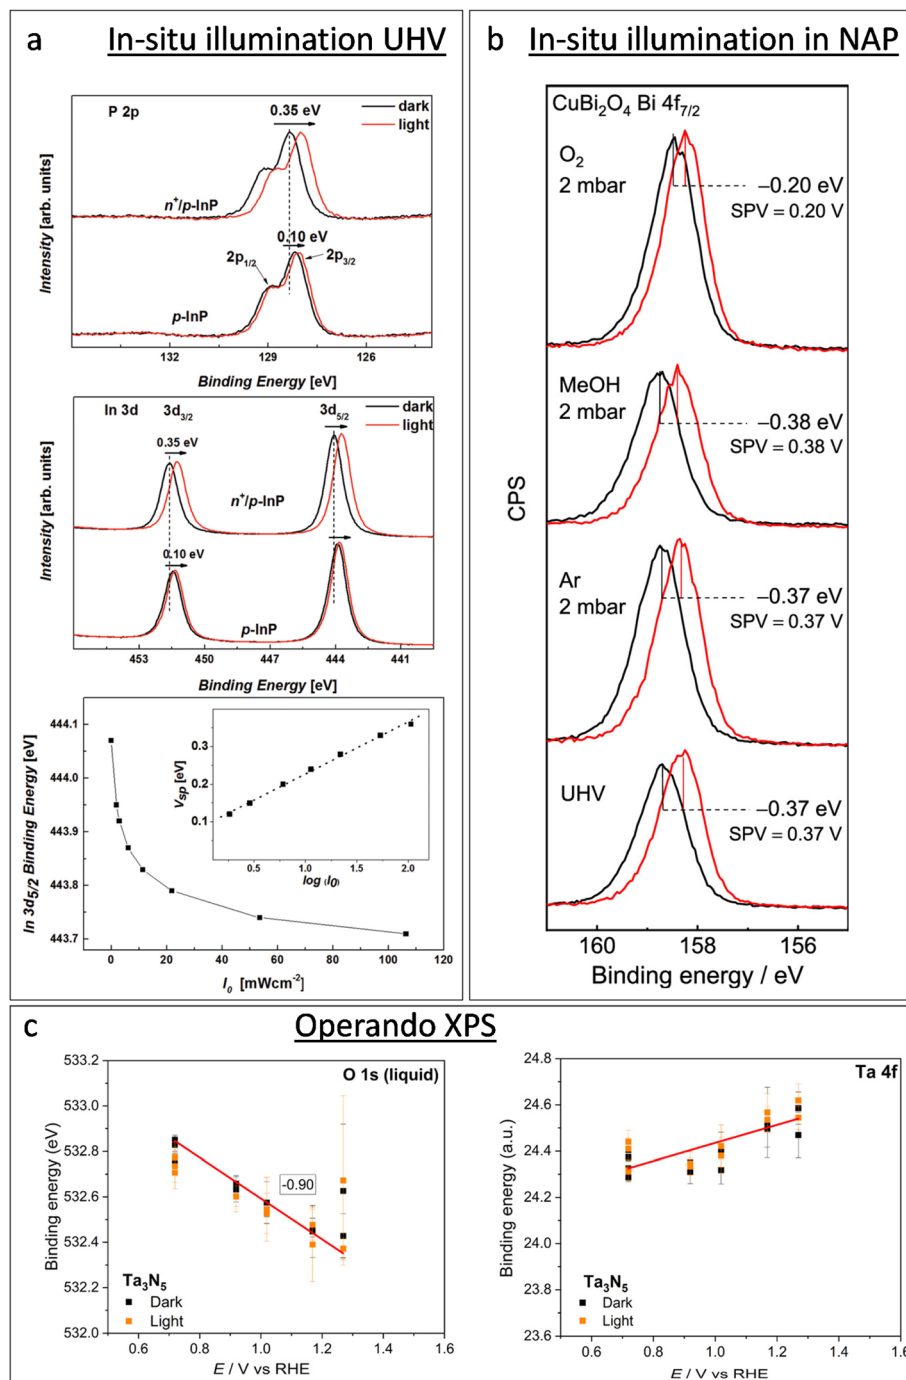 a In-situ illumination UHV
P 2p
0.35 eV
dark
light
n⁺/p-InP
0.10 eV
2p₁/₂
2p₃/₂
p-InP
Intensity [arb. units]
132 129 126
Binding Energy [eV]
In 3d
3d₃/₂
3d₅/₂
dark
light
0.35 eV
n⁺/p-InP
0.10 eV
p-InP
Intensity [arb. units]
453 450 447 444 441
Binding Energy [eV]
In 3d5/2 Binding Energy [eV]
444.1
444.0
443.9
443.8
443.7
0 20 40 60 80 100 120
I₀ [mWcm⁻²]
Vsp [eV]
0.3
0.2
0.1
0.5 1.0 1.5 2.0
log (I₀)
b In-situ illumination in NAP
CuBi₂O₄ Bi 4f₇/₂
O₂
2 mbar
–0.20 eV
SPV = 0.20 V
MeOH
2 mbar
–0.38 eV
SPV = 0.38 V
Ar
2 mbar
–0.37 eV
SPV = 0.37 V
UHV
–0.37 eV
SPV = 0.37 V
CPS
160 158 156
Binding energy / eV
c Operando XPS
O 1s (liquid)
Binding energy (eV)
533.2
533.0
532.8
532.6
532.4
532.2
532.0
-0.90
Ta₃N₅
Dark
Light
0.4 0.6 0.8 1.0 1.2 1.4 1.6
E / V vs RHE
Ta 4f
Binding energy (a.u.)
24.8
24.6
24.4
24.2
24.0
23.8
23.6
Ta₃N₅
Dark
Light
0.6 0.8 1.0 1.2 1.4 1.6
E / V vs RHE